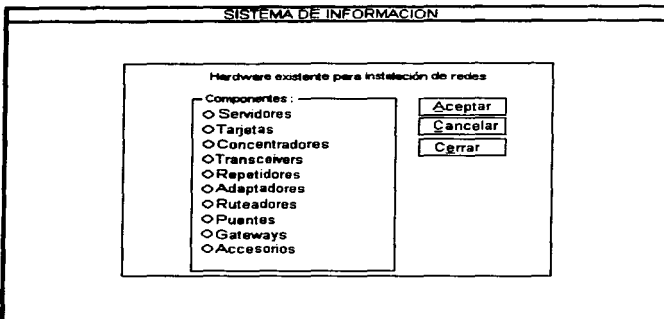 SISTEMA DE INFORMACION
Hardware existente para instalación de redes
Componentes :
Servidores
Tarjetas
Concentradores
Transceivers
Repetidores
Adaptadores
Ruteadores
Puentes
Gateways
Accesorios
Aceptar
Cancelar
Cerrar